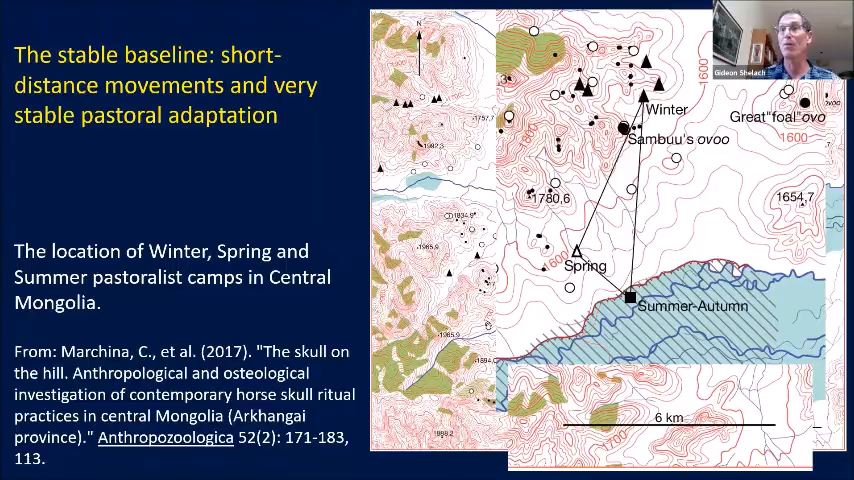 The stable baseline: short-
distance movements and very
stable pastoral adaptation
The location of Winter, Spring and
Summer pastoralist camps in Central
Mongolia.
From: Marchina, C., et al. (2017). "The skull on
the hill. Anthropological and osteological
investigation of contemporary horse skull ritual
practices in central Mongolia (Arkhangai
province)." Anthropozoologica 52(2): 171-183,
113.
N
1600
Gideon Shelach
Winter
Great"foal"ovo
Sambuu's ovoo
1600
1780,6
1654,7
1600
Spring
Summer-Autumn
6 km
1700